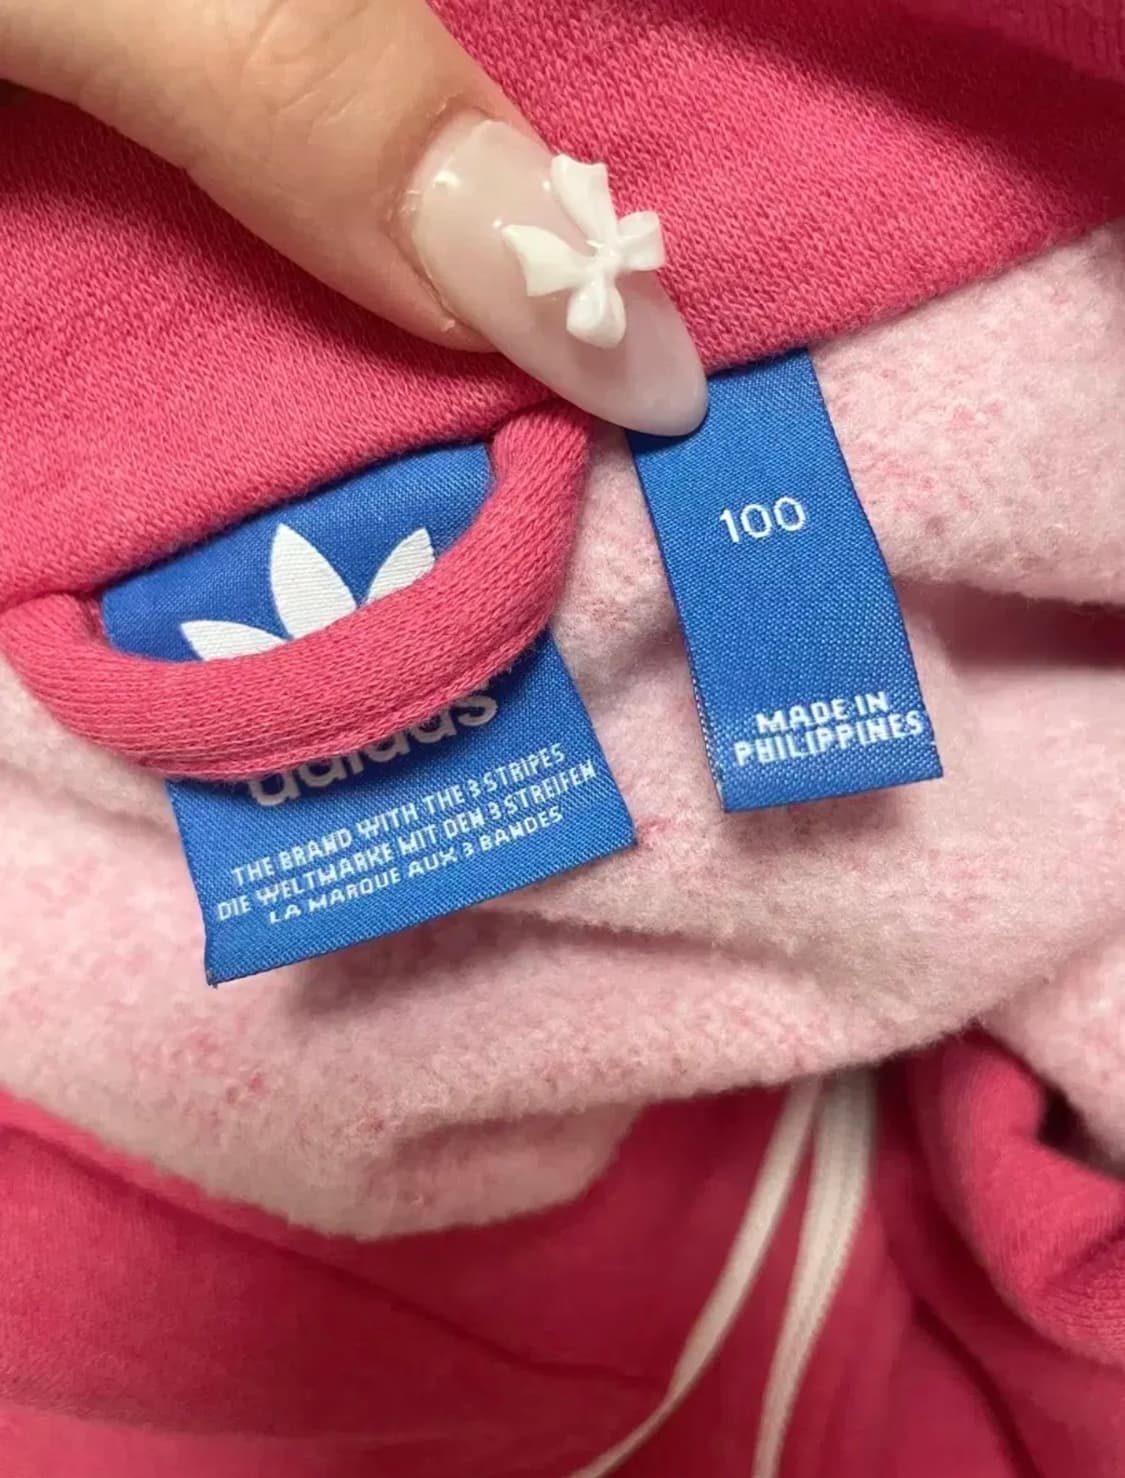 adidas
THE BRAND WITH THE 3 STRIPES
DIE WELTMARKE MIT DEN 3 STREIFEN
LA MARQUE AUX 3 BANDES
100
MADE IN
PHILIPPINES